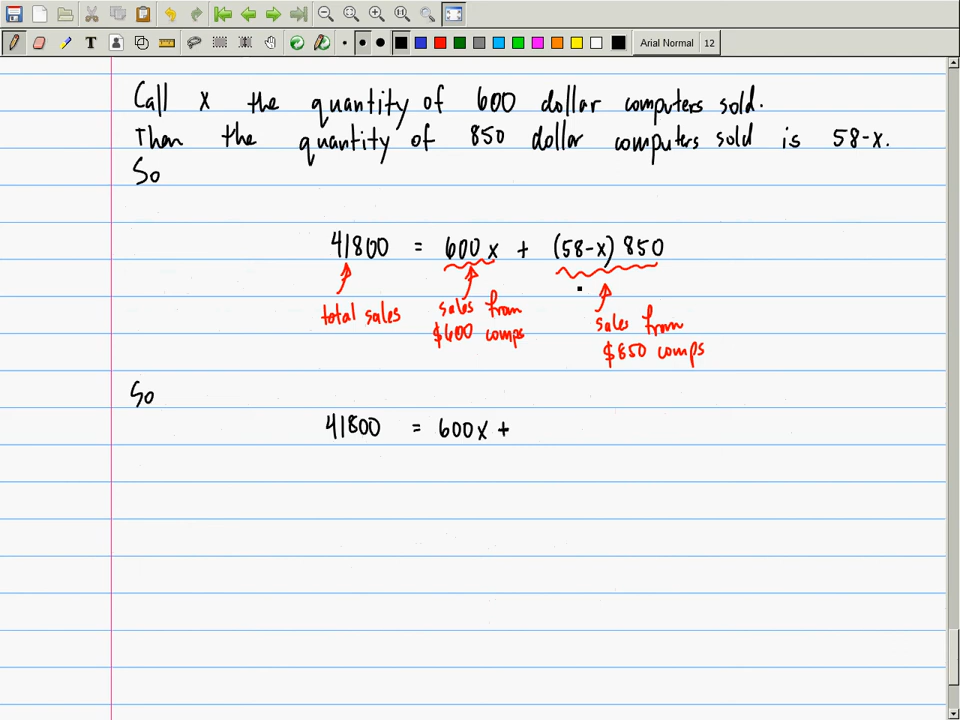 Arial Normal 12
Call x the quantity of 600 dollar computers sold.
Then the quantity of 850 dollar computers sold is 58-x.
So
41800 = 600x + (58-x) 850
total sales
sales from
$600 comps
sales from
$850 comps
So
41800 = 600x +